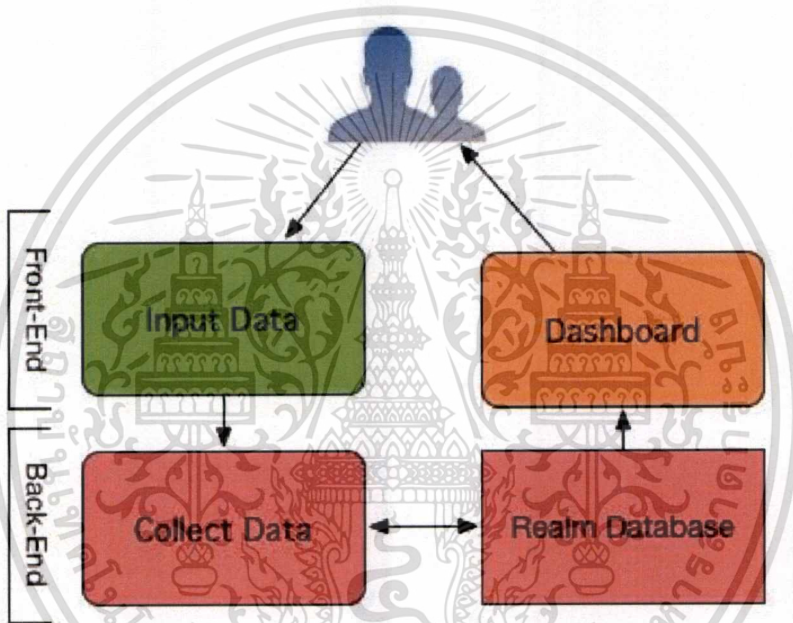 Front-End
Input Data
Dashboard
Back-End
Collect Data
Realm Database